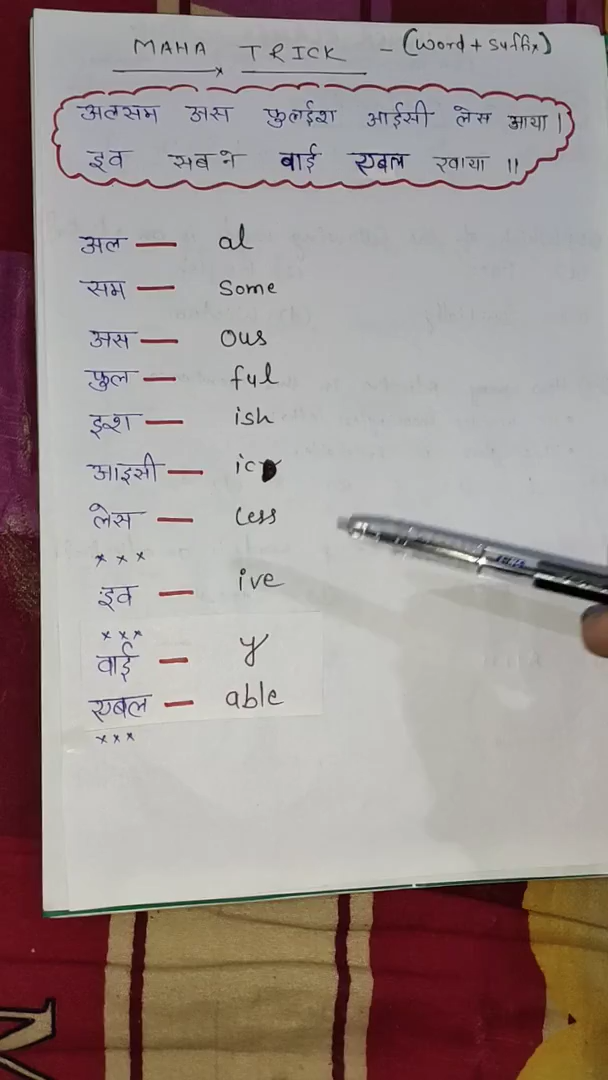 MAHA TRICK - (Word + Suffix)
अलसम अस फुलईश आईसी लेस आया।
इव सबने वाई एबल खाया॥
अल — al
सम — some
अस — ous
फुल — ful
इश — ish
आइसी — ic
लेस — less
* * *
इव — ive
* * *
वाई — y
एबल — able
* * *